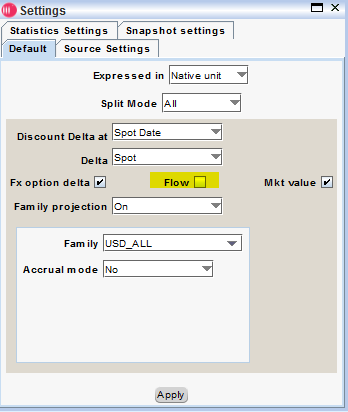 Settings
Statistics Settings Snapshot settings
Default Source Settings
Expressed in Native unit
Split Mode All
Discount Delta at Spot Date
Delta Spot
Fx option delta Flow Mkt value
Family projection On
Family USD_ALL
Accrual mode No
Apply